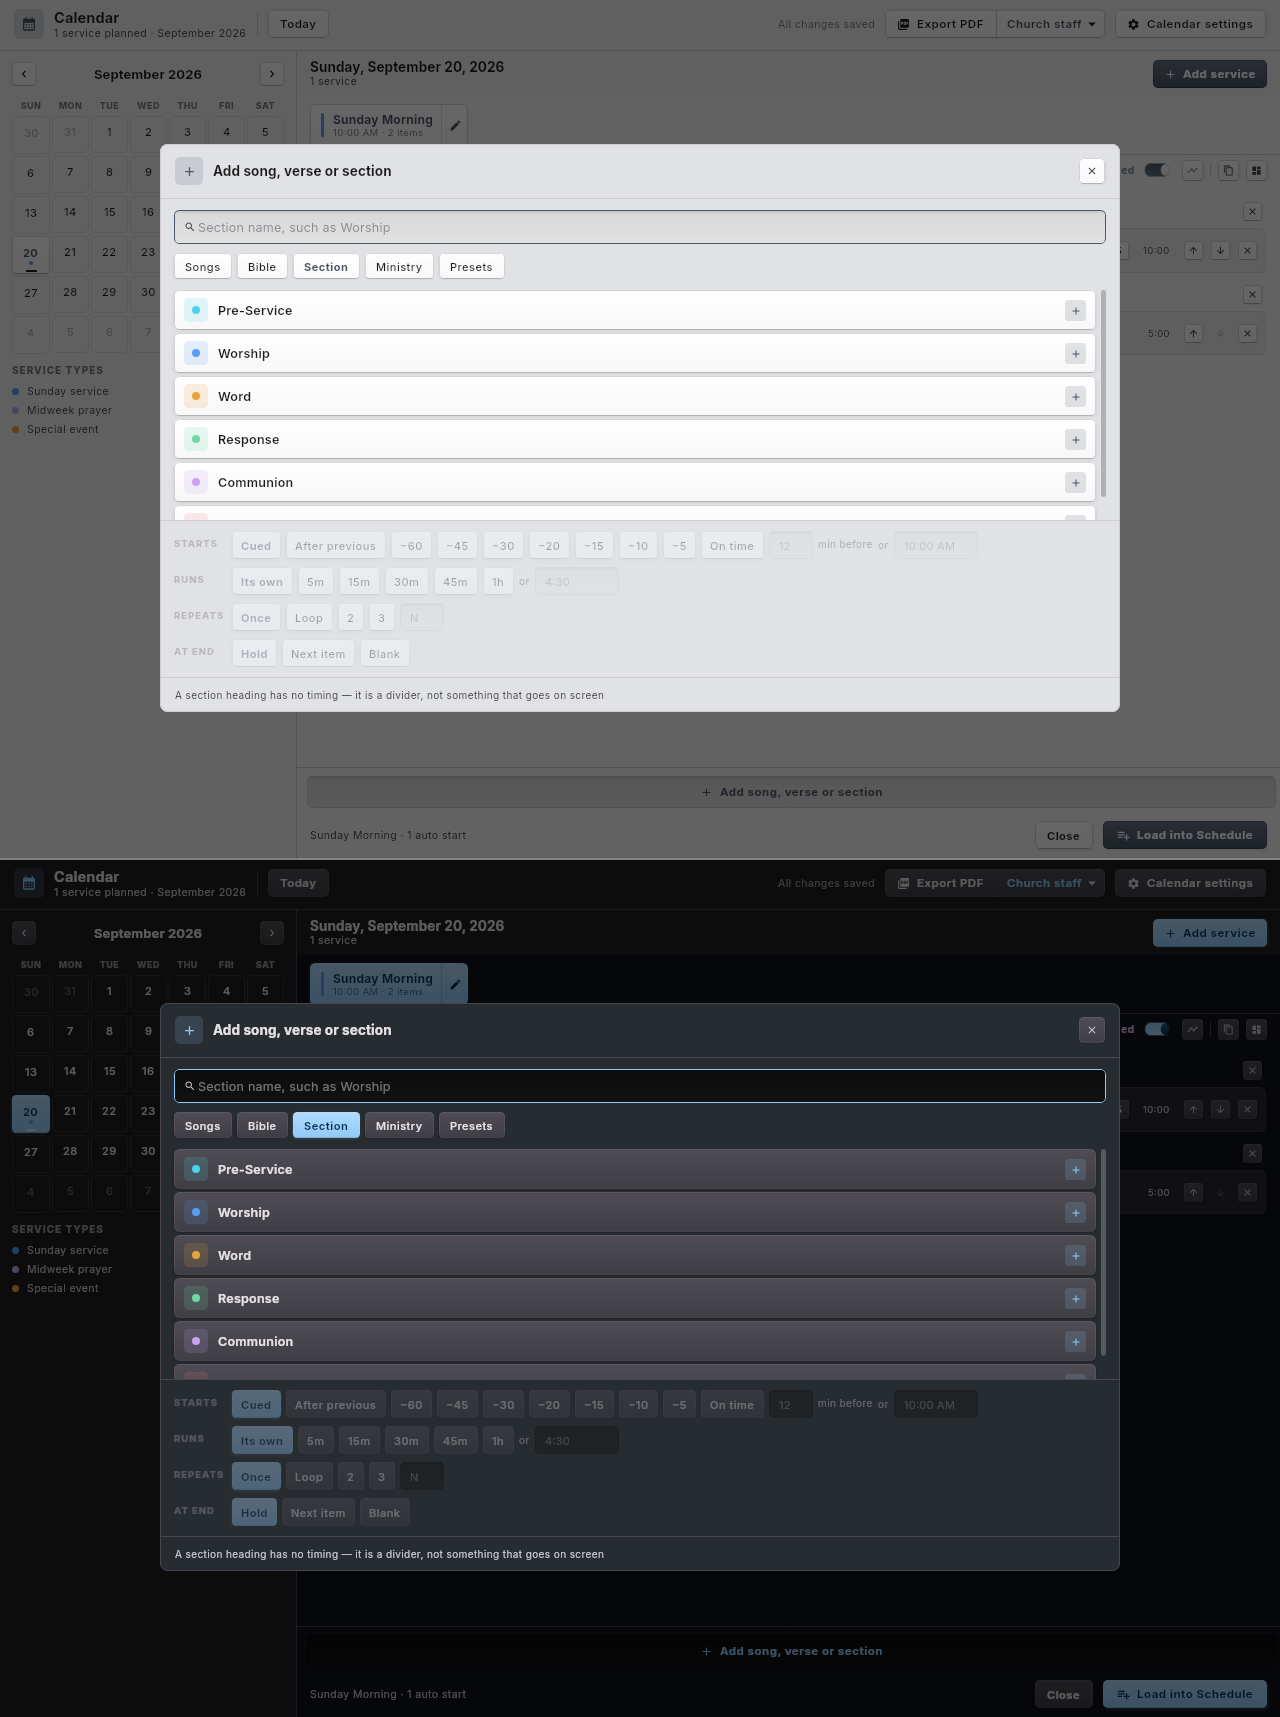 Calendar
1 service planned · September 2026
Today
All changes saved
Export PDF
Church staff
Calendar settings
September 2026
SUN MON TUE WED THU FRI SAT
30 31 1 2 3 4 5
6 7 8 9
13 14 15 16
20 21 22 23
27 28 29 30
4 5 6 7
SERVICE TYPES
Sunday service
Midweek prayer
Special event
Sunday, September 20, 2026
1 service
+ Add service
Sunday Morning
10:00 AM · 2 items
ed
10:00
5:00
Add song, verse or section
Section name, such as Worship
Songs
Bible
Section
Ministry
Presets
Pre-Service
Worship
Word
Response
Communion
STARTS Cued After previous −60 −45 −30 −20 −15 −10 −5 On time 12 min before or 10:00 AM
RUNS Its own 5m 15m 30m 45m 1h or 4:30
REPEATS Once Loop 2 3 N
AT END Hold Next item Blank
A section heading has no timing — it is a divider, not something that goes on screen
+ Add song, verse or section
Sunday Morning · 1 auto start
Close
Load into Schedule
Calendar
1 service planned · September 2026
Today
All changes saved
Export PDF
Church staff
Calendar settings
September 2026
SUN MON TUE WED THU FRI SAT
30 31 1 2 3 4 5
6 7 8 9
13 14 15 16
20 21 22 23
27 28 29 30
4 5 6 7
SERVICE TYPES
Sunday service
Midweek prayer
Special event
Sunday, September 20, 2026
1 service
+ Add service
Sunday Morning
10:00 AM · 2 items
ed
10:00
5:00
Add song, verse or section
Section name, such as Worship
Songs
Bible
Section
Ministry
Presets
Pre-Service
Worship
Word
Response
Communion
STARTS Cued After previous −60 −45 −30 −20 −15 −10 −5 On time 12 min before or 10:00 AM
RUNS Its own 5m 15m 30m 45m 1h or 4:30
REPEATS Once Loop 2 3 N
AT END Hold Next item Blank
A section heading has no timing — it is a divider, not something that goes on screen
+ Add song, verse or section
Sunday Morning · 1 auto start
Close
Load into Schedule